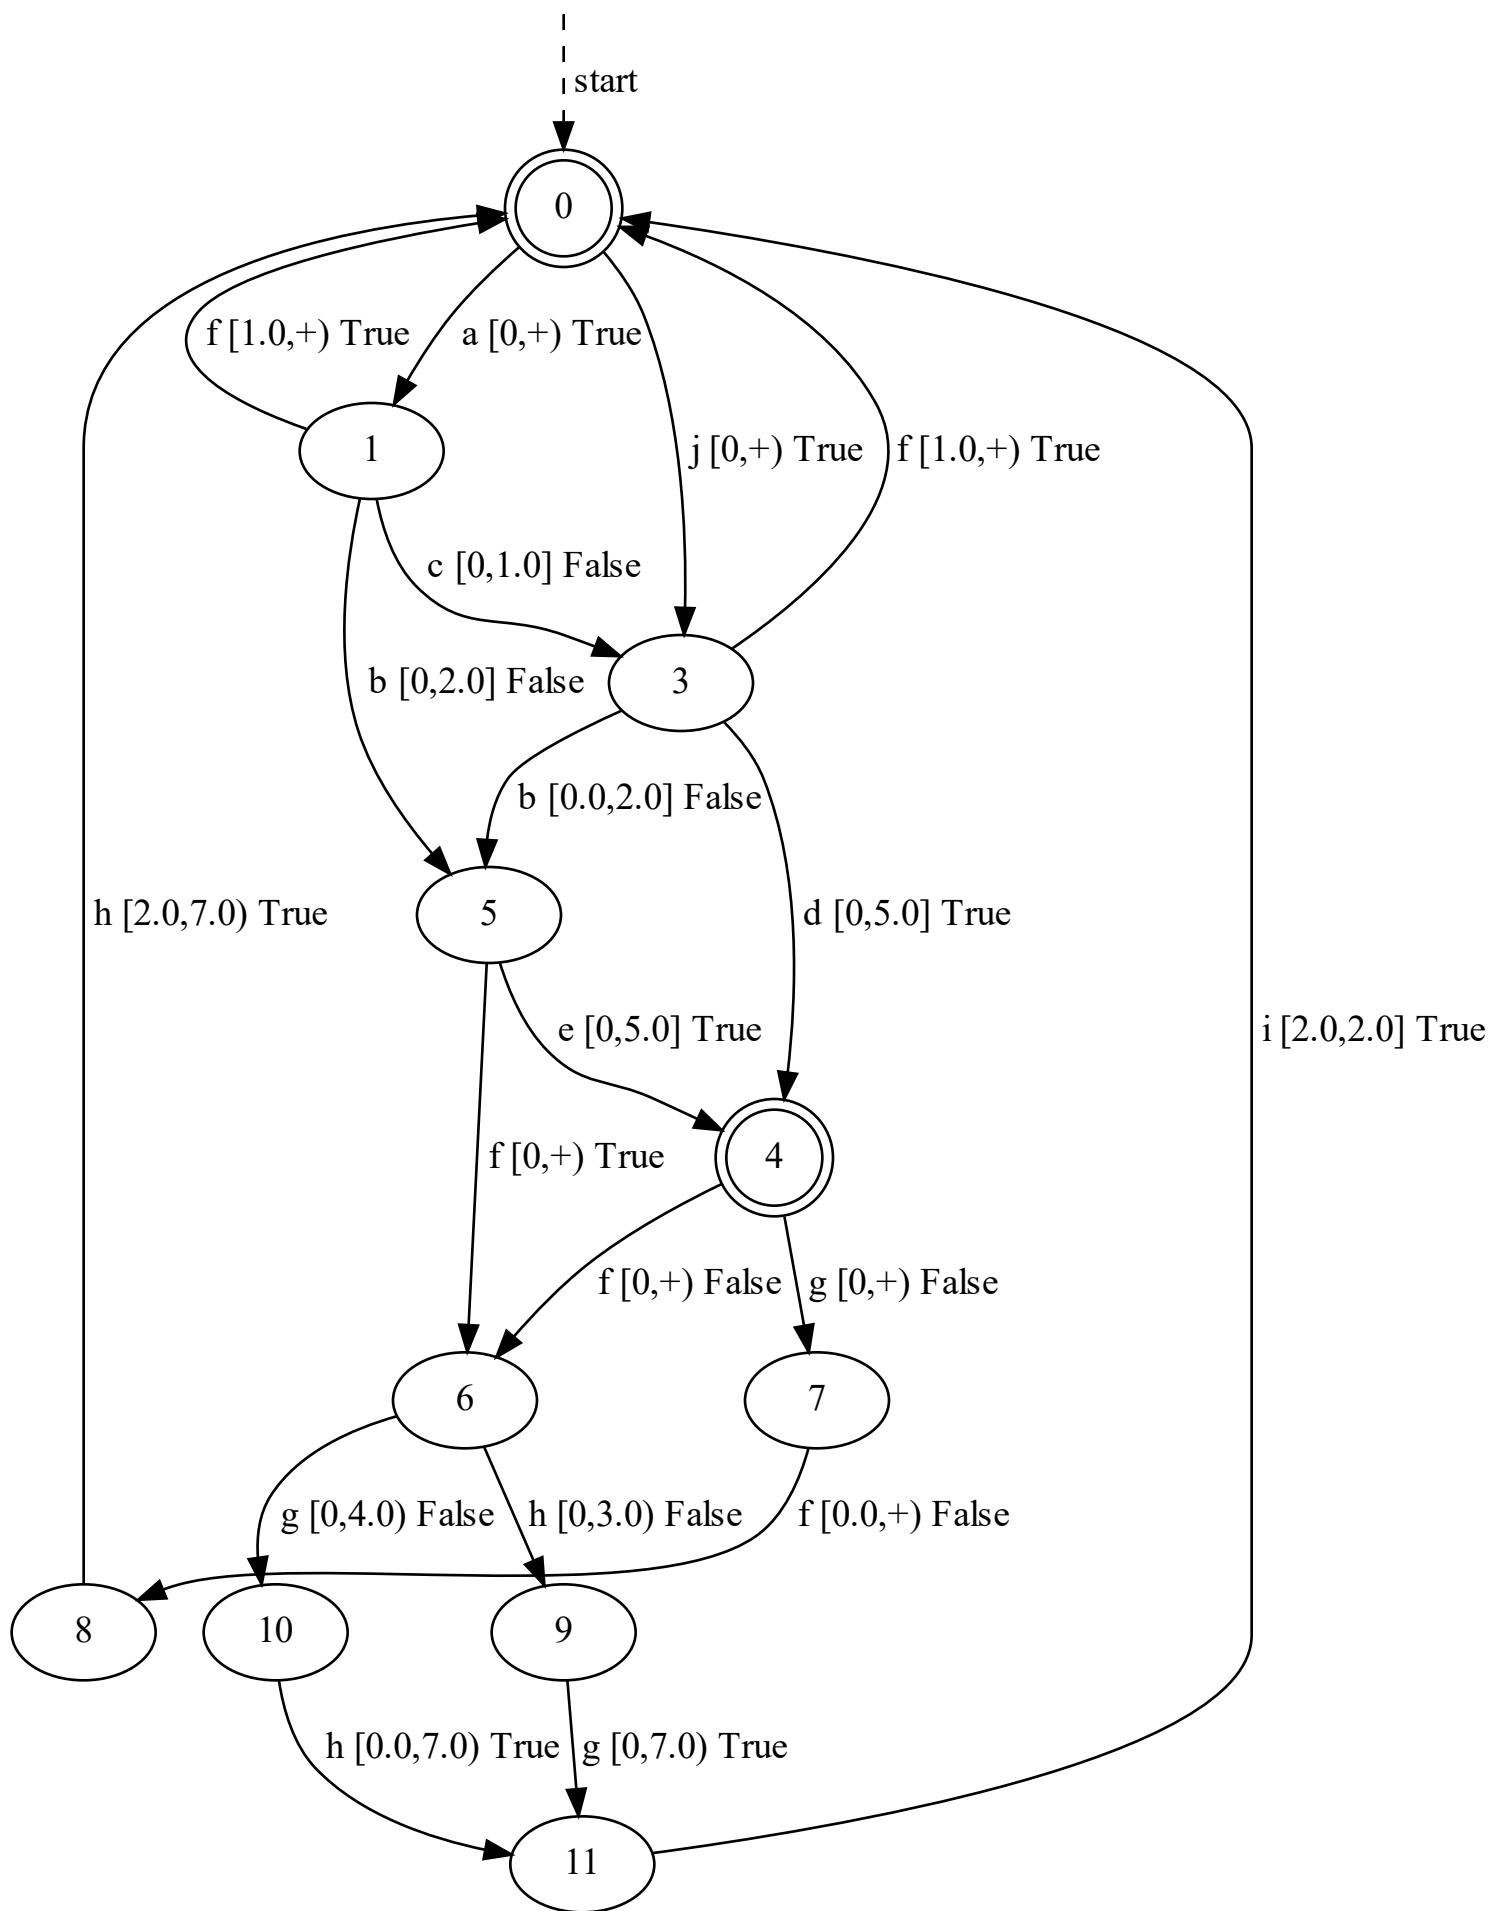 start
0
f [1.0,+) True
a [0,+) True
1
j [0,+) True
f [1.0,+) True
c [0,1.0] False
b [0,2.0] False
3
b [0.0,2.0] False
h [2.0,7.0) True
5
d [0,5.0] True
e [0,5.0] True
i [2.0,2.0] True
f [0,+) True
4
f [0,+) False
g [0,+) False
6
7
g [0,4.0) False
h [0,3.0) False
f [0.0,+) False
8
10
9
h [0.0,7.0) True
g [0,7.0) True
11